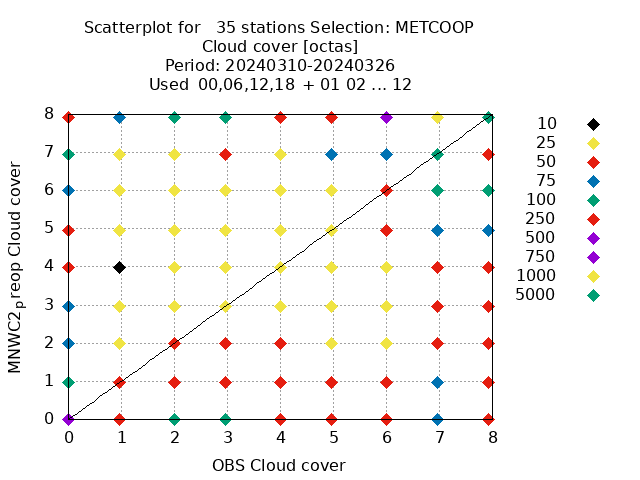 Scatterplot for 35 stations Selection: METCOOP
Cloud cover [octas]
Period: 20240310-20240326
Used 00,06,12,18 + 01 02 ... 12
8
7
6
5
4
3
2
1
0
0 1 2 3 4 5 6 7 8
MNWC2preop Cloud cover
OBS Cloud cover
10
25
50
75
100
250
500
750
1000
5000